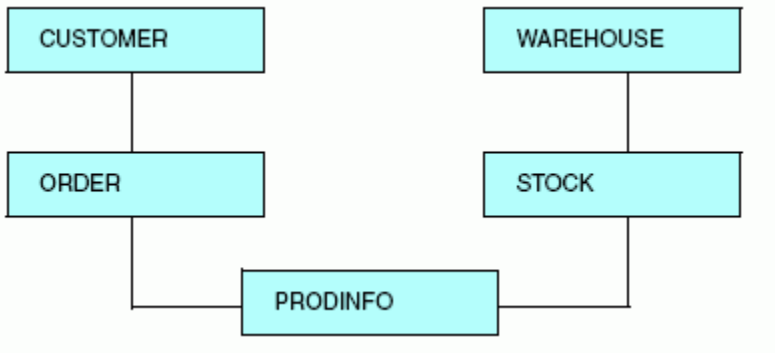 CUSTOMER
WAREHOUSE
ORDER
STOCK
PRODINFO